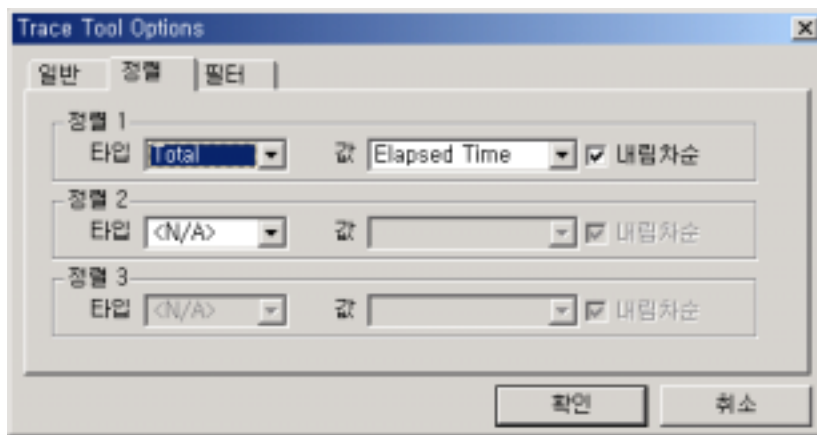 Trace Tool Options
일반 정렬 필터
정렬 1
타입 Total 값 Elapsed Time 내림차순
정렬 2
타입 <N/A> 값 내림차순
정렬 3
타입 <N/A> 값 내림차순
확인 취소